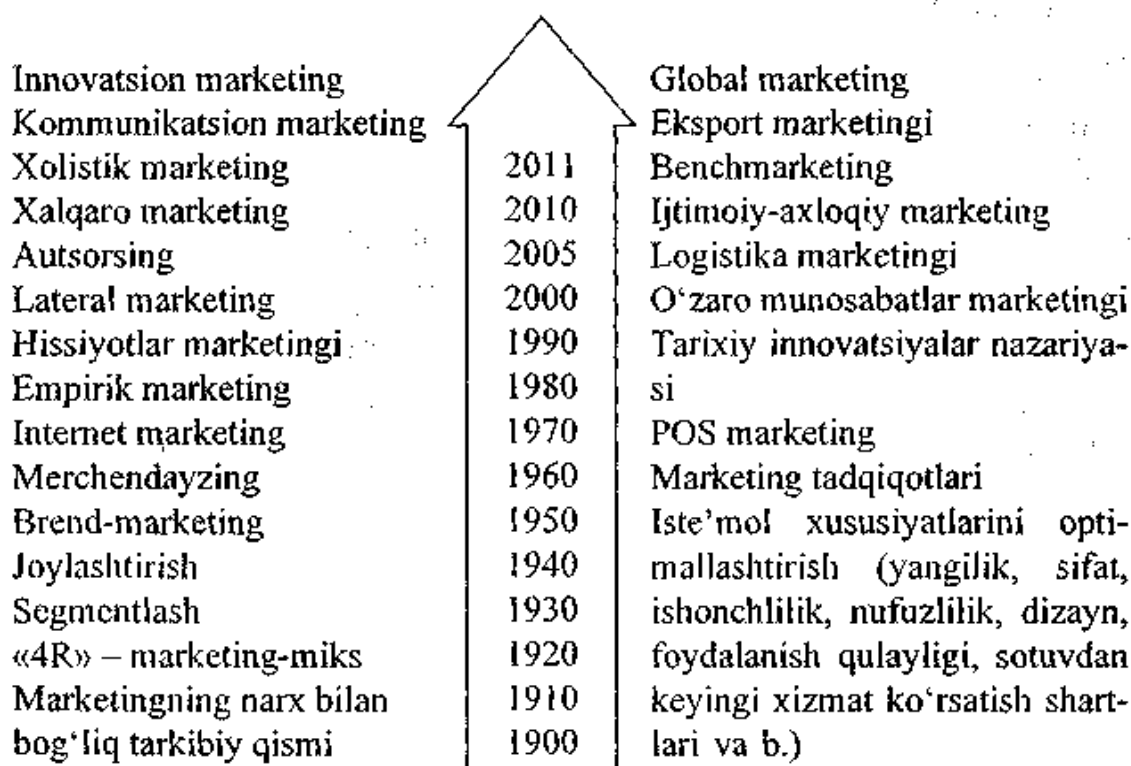 Innovatsion marketing
Kommunikatsion marketing
Xolistik marketing
Xalqaro marketing
Autsorsing
Lateral marketing
Hissiyotlar marketingi
Empirik marketing
Internet marketing
Merchendayzing
Brend-marketing
Joylashtirish
Segmentlash
«4R» – marketing-miks
Marketingning narx bilan
bog‘liq tarkibiy qismi
2011
2010
2005
2000
1990
1980
1970
1960
1950
1940
1930
1920
1910
1900
Global marketing
Eksport marketingi
Benchmarketing
Ijtimoiy-axloqiy marketing
Logistika marketingi
O‘zaro munosabatlar marketingi
Tarixiy innovatsiyalar nazariya-
si
POS marketing
Marketing tadqiqotlari
Iste’mol xususiyatlarini opti-
mallashtirish (yangilik, sifat,
ishonchlilik, nufuzlilik, dizayn,
foydalanish qulayligi, sotuvdan
keyingi xizmat ko‘rsatish shart-
lari va b.)